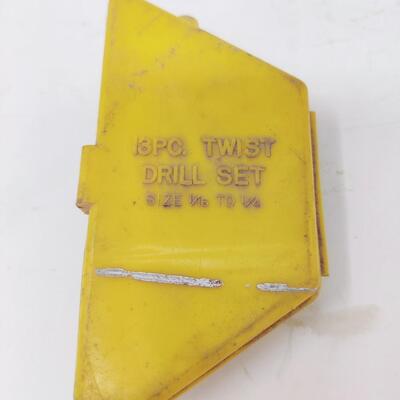 13PC. TWIST
DRILL SET
SIZE 1/16 TO 1/4